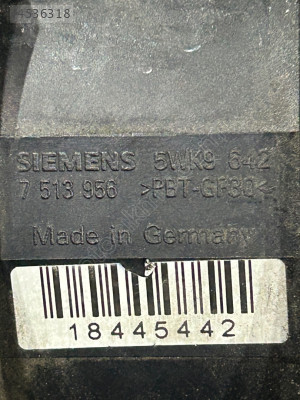 SIEMENS 5WK9 642
7 513 956 >PBT-GF30<
Made in Germany
18445442